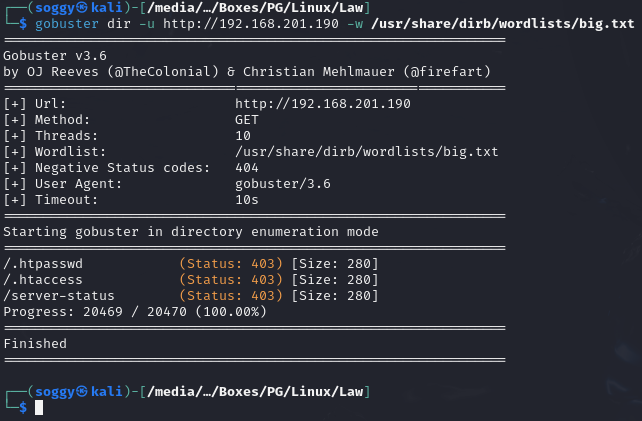 ┌──(soggy㉿kali)-[/media/…/Boxes/PG/Linux/Law]
└─$ gobuster dir -u http://192.168.201.190 -w /usr/share/dirb/wordlists/big.txt
===============================================================
Gobuster v3.6
by OJ Reeves (@TheColonial) & Christian Mehlmauer (@firefart)
===============================================================
[+] Url:                     http://192.168.201.190
[+] Method:                  GET
[+] Threads:                 10
[+] Wordlist:                /usr/share/dirb/wordlists/big.txt
[+] Negative Status codes:   404
[+] User Agent:              gobuster/3.6
[+] Timeout:                 10s
===============================================================
Starting gobuster in directory enumeration mode
===============================================================
/.htpasswd            (Status: 403) [Size: 280]
/.htaccess            (Status: 403) [Size: 280]
/server-status        (Status: 403) [Size: 280]
Progress: 20469 / 20470 (100.00%)
===============================================================
Finished
===============================================================
┌──(soggy㉿kali)-[/media/…/Boxes/PG/Linux/Law]
└─$